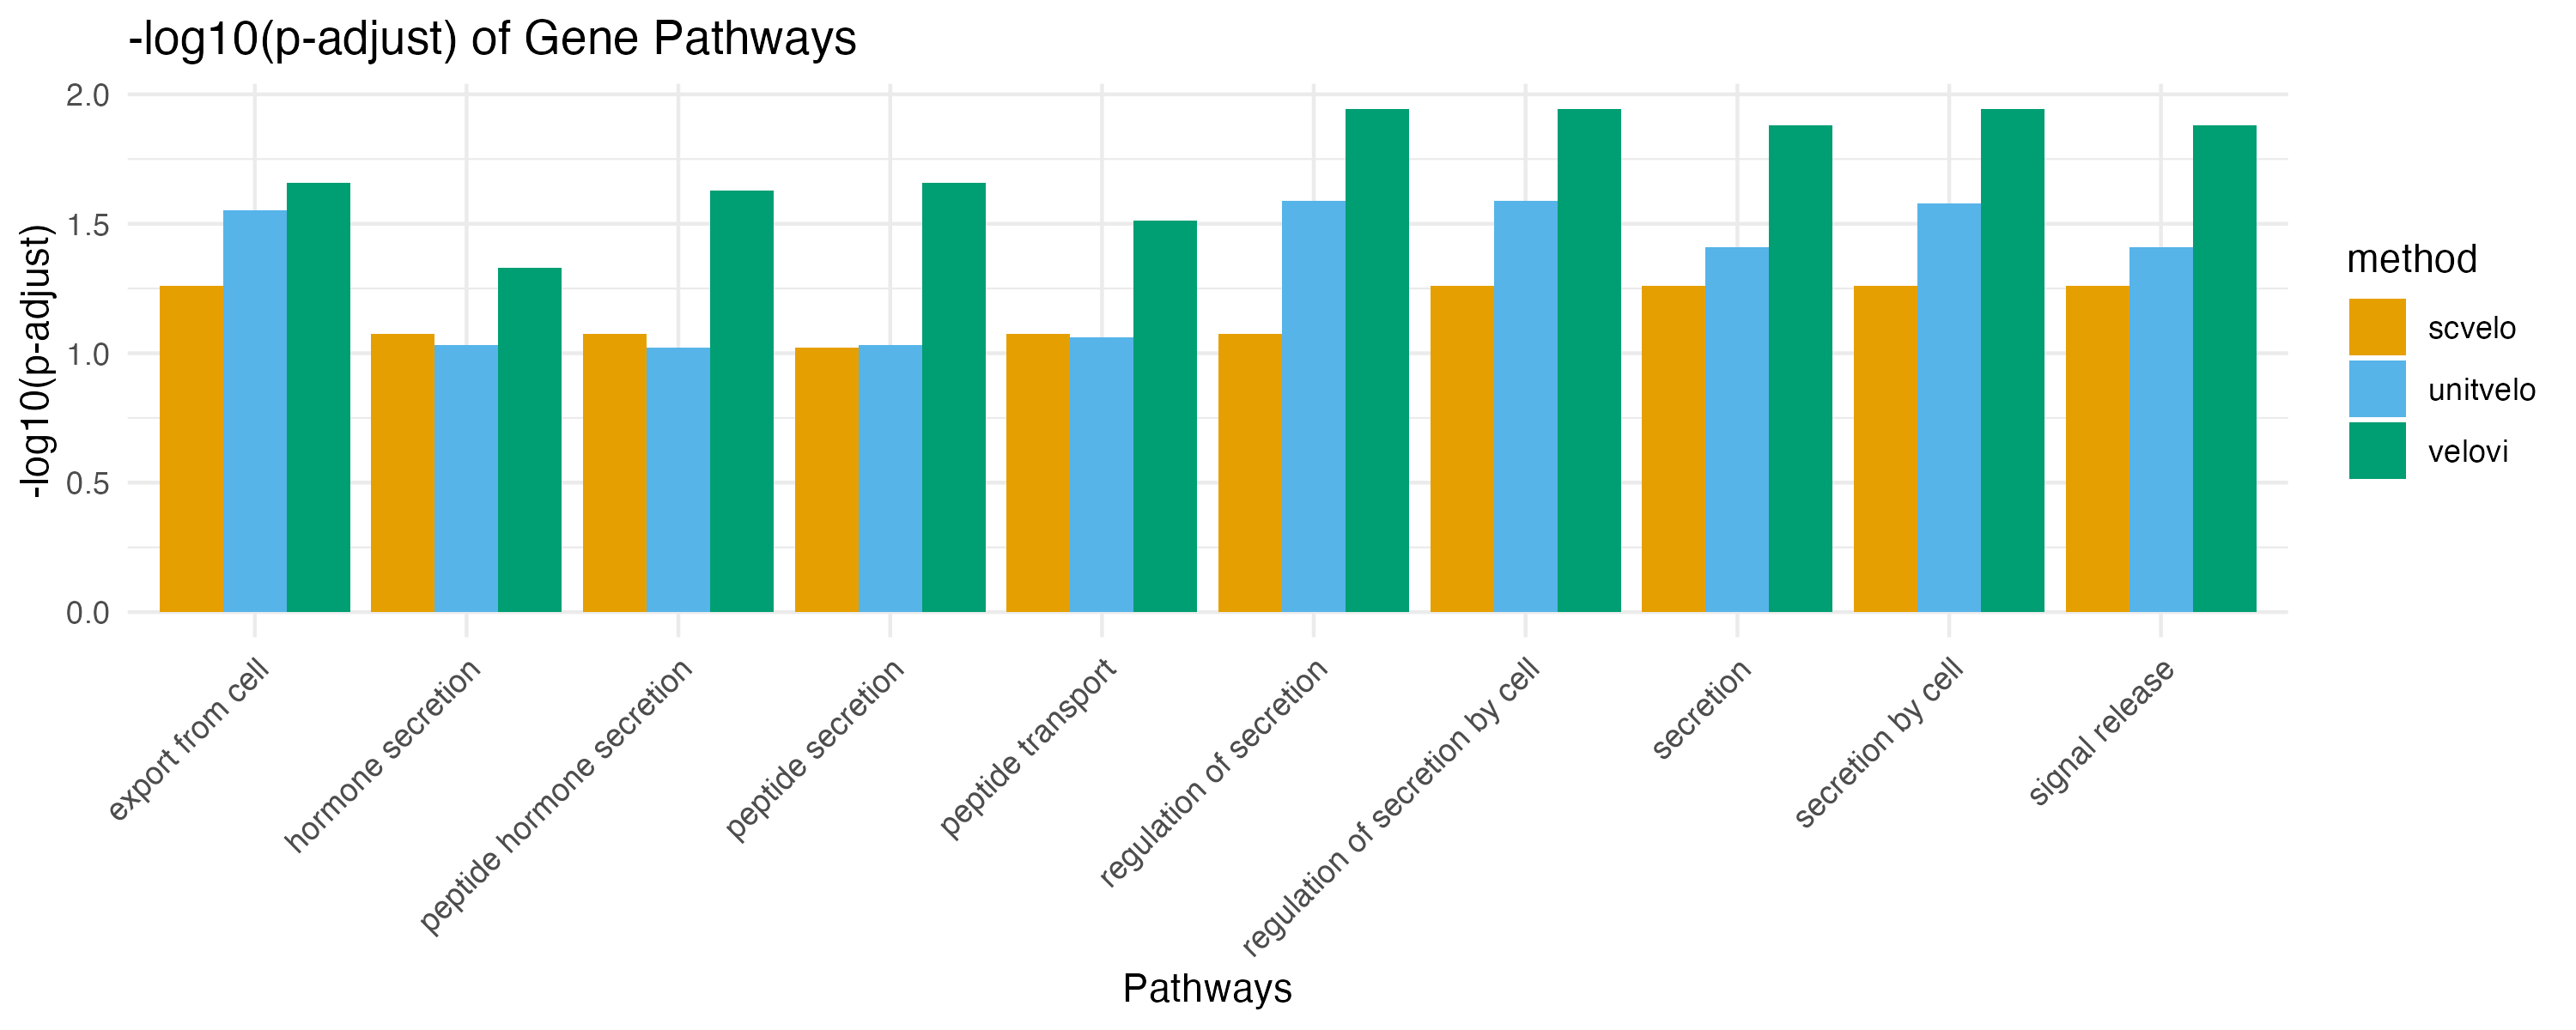 -log10(p-adjust) of Gene Pathways
-log10(p-adjust)
2.0
1.5
1.0
0.5
0.0
export from cell
hormone secretion
peptide hormone secretion
peptide secretion
peptide transport
regulation of secretion
regulation of secretion by cell
secretion
secretion by cell
signal release
Pathways
method
scvelo
unitvelo
velovi